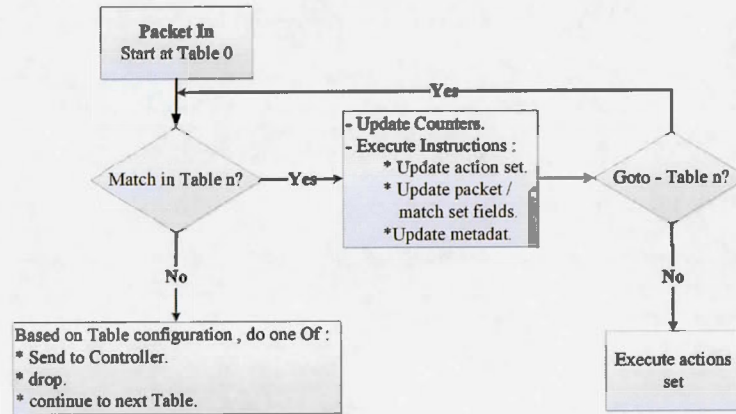 Packet In
Start at Table 0
Yes
Match in Table n?
Yes
- Update Counters.
- Execute Instructions :
* Update action set.
* Update packet /
match set fields.
*Update metadat.
Goto - Table n?
No
No
Based on Table configuration , do one Of :
* Send to Controller.
* drop.
* continue to next Table.
Execute actions
set